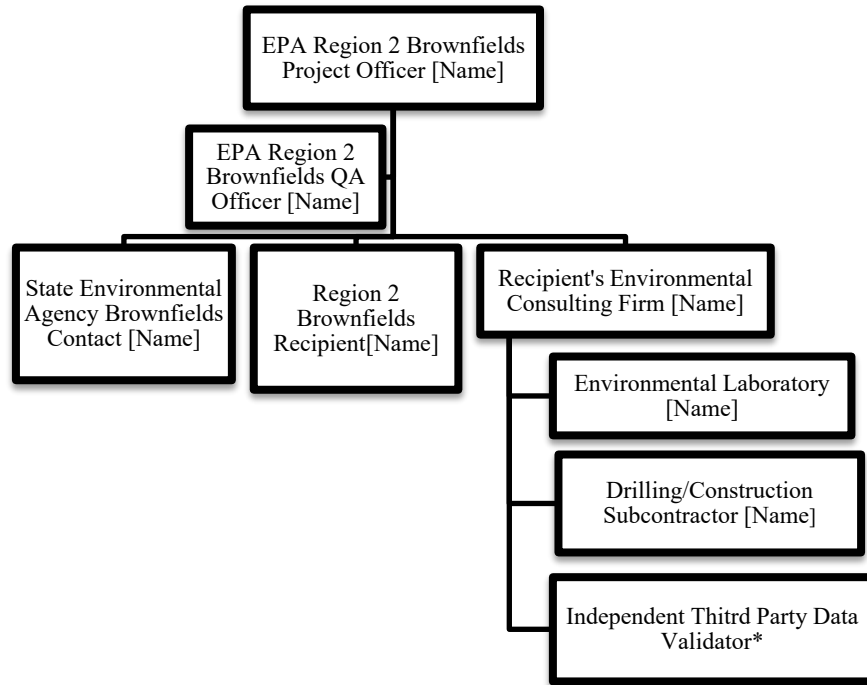 EPA Region 2 Brownfields
Project Officer [Name]
EPA Region 2
Brownfields QA
Officer [Name]
State Environmental
Agency Brownfields
Contact [Name]
Region 2
Brownfields
Recipient[Name]
Recipient's Environmental
Consulting Firm [Name]
Environmental Laboratory
[Name]
Drilling/Construction
Subcontractor [Name]
Independent Thitrd Party Data
Validator*